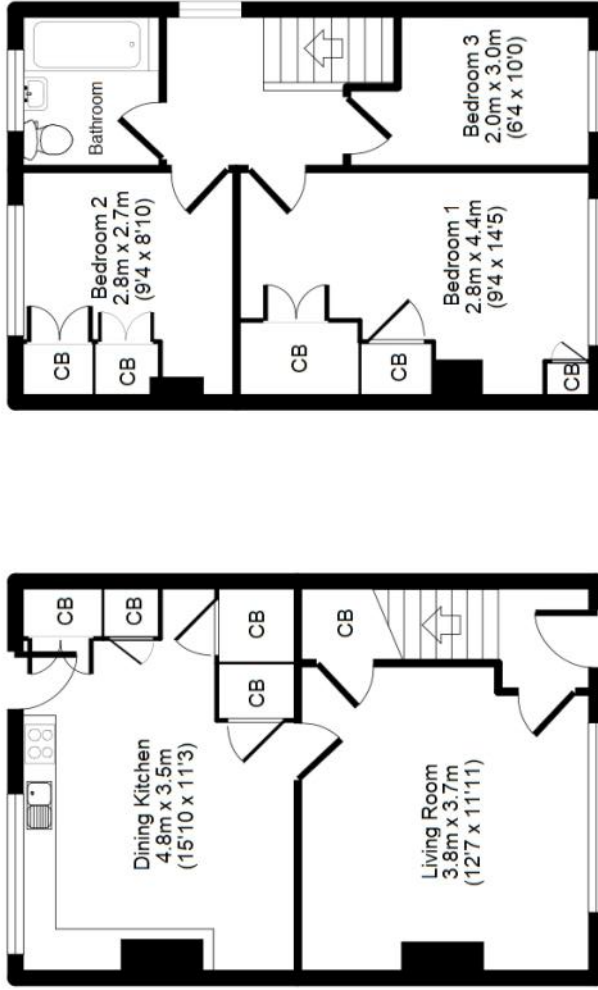 Bathroom
Bedroom 3
2.0m x 3.0m
(6'4 x 10'0)
Bedroom 2
2.8m x 2.7m
(9'4 x 8'10)
Bedroom 1
2.8m x 4.4m
(9'4 x 14'5)
CB
CB
CB
CB
CB
CB
CB
CB
CB
CB
Dining Kitchen
4.8m x 3.5m
(15'10 x 11'3)
Living Room
3.8m x 3.7m
(12'7 x 11'11)